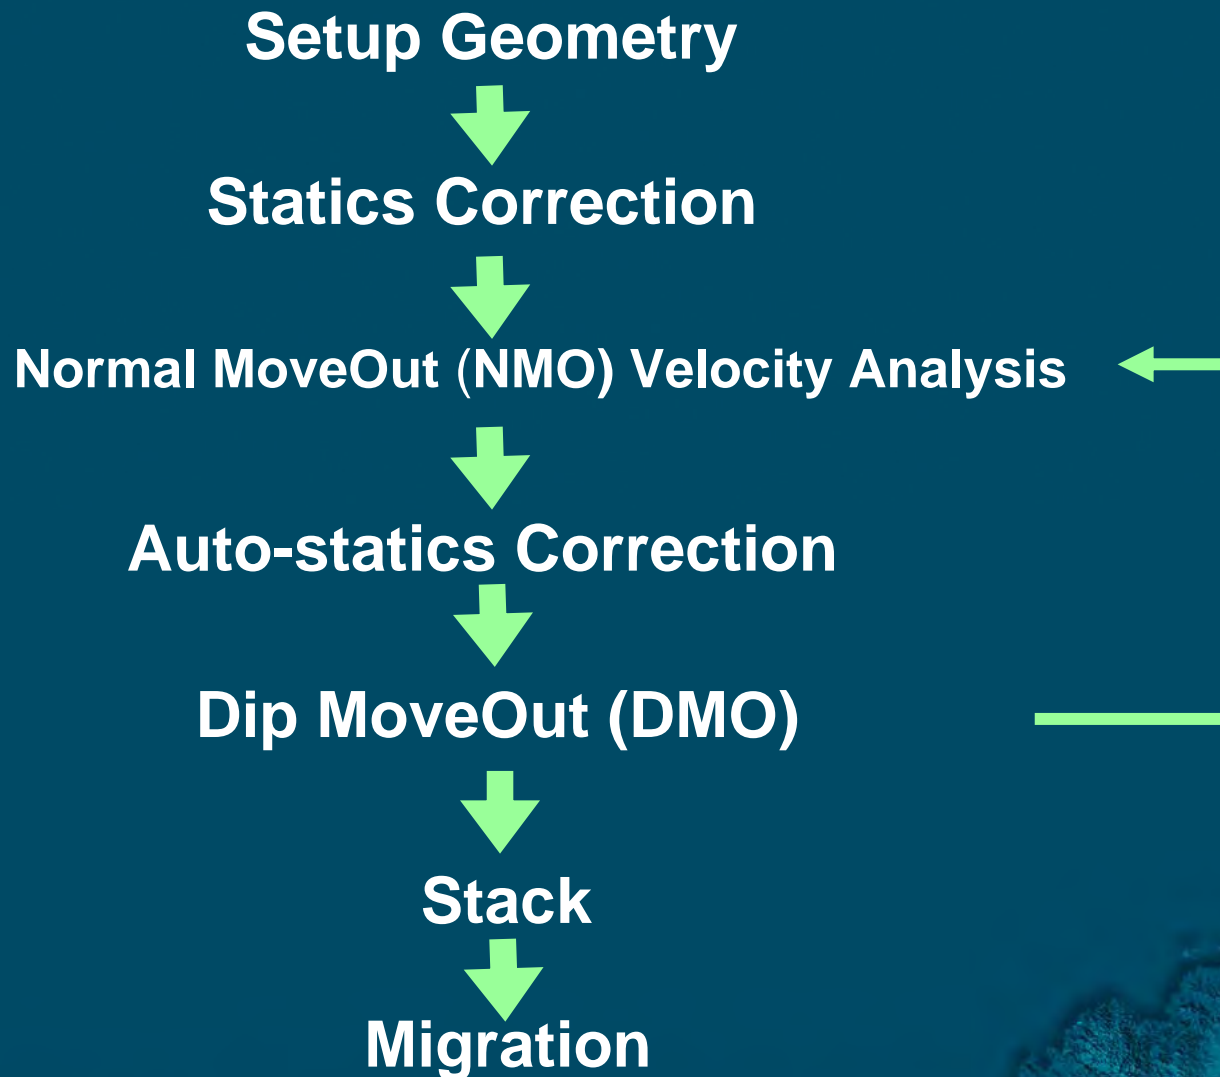 Setup Geometry
Statics Correction
Normal MoveOut (NMO) Velocity Analysis
Auto-statics Correction
Dip MoveOut (DMO)
Stack
Migration